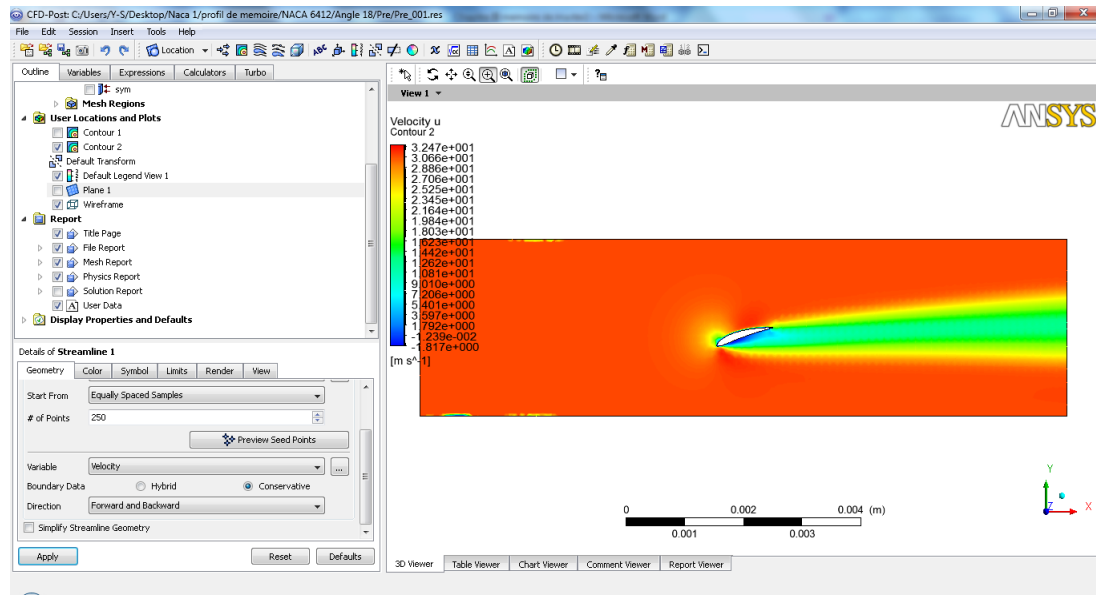 CFD-Post: C:/Users/Y-S/Desktop/Naca 1/profil de memoire/NACA 6412/Angle 18/Pre/Pre_001.res
File Edit Session Insert Tools Help
Location
Outline Variables Expressions Calculators Turbo
sym
Mesh Regions
User Locations and Plots
Contour 1
Contour 2
Default Transform
Default Legend View 1
Plane 1
Wireframe
Report
Title Page
File Report
Mesh Report
Physics Report
Solution Report
A User Data
Display Properties and Defaults
Details of Streamline 1
Geometry Color Symbol Limits Render View
Start From Equally Spaced Samples
# of Points 250
Preview Seed Points
Variable Velocity ...
Boundary Data Hybrid Conservative
Direction Forward and Backward
Simplify Streamline Geometry
Apply Reset Defaults
View 1
ANSYS
Velocity u
Contour 2
3.247e+001
3.066e+001
2.886e+001
2.706e+001
2.525e+001
2.345e+001
2.164e+001
1.984e+001
1.803e+001
1.623e+001
1.442e+001
1.262e+001
1.081e+001
9.010e+000
7.206e+000
5.401e+000
3.597e+000
1.792e+000
-1.239e-002
-1.817e+000
[m s^-1]
0 0.002 0.004 (m)
0.001 0.003
Y
Z X
3D Viewer Table Viewer Chart Viewer Comment Viewer Report Viewer